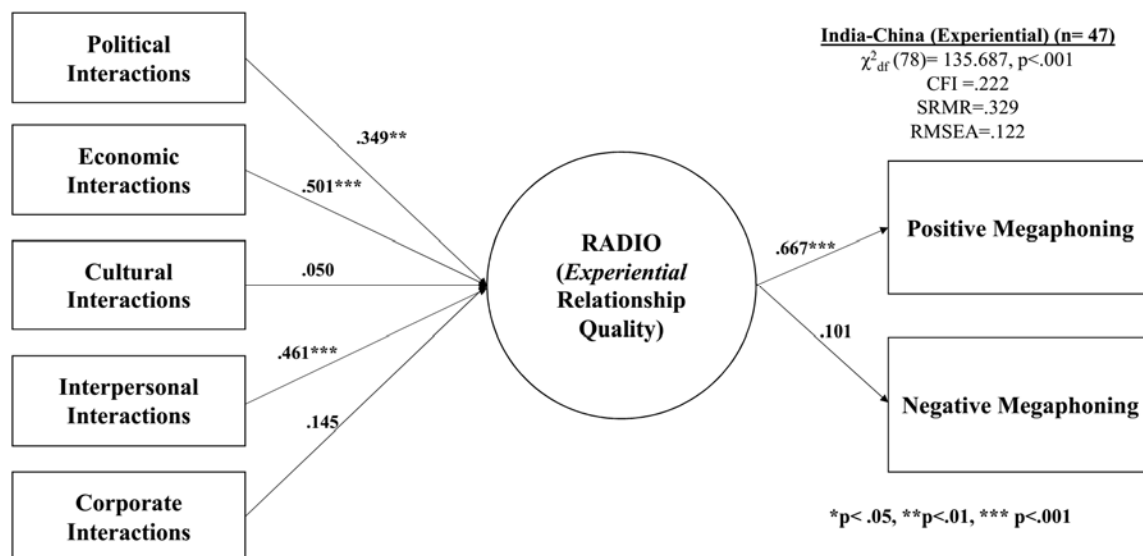 Political
Interactions
Economic
Interactions
Cultural
Interactions
Interpersonal
Interactions
Corporate
Interactions
.349**
.501***
.050
.461***
.145
RADIO
(Experiential
Relationship
Quality)
.667***
.101
India-China (Experiential) (n= 47)
χ²df (78)= 135.687, p<.001
CFI =.222
SRMR=.329
RMSEA=.122
Positive Megaphoning
Negative Megaphoning
*p< .05, **p<.01, *** p<.001